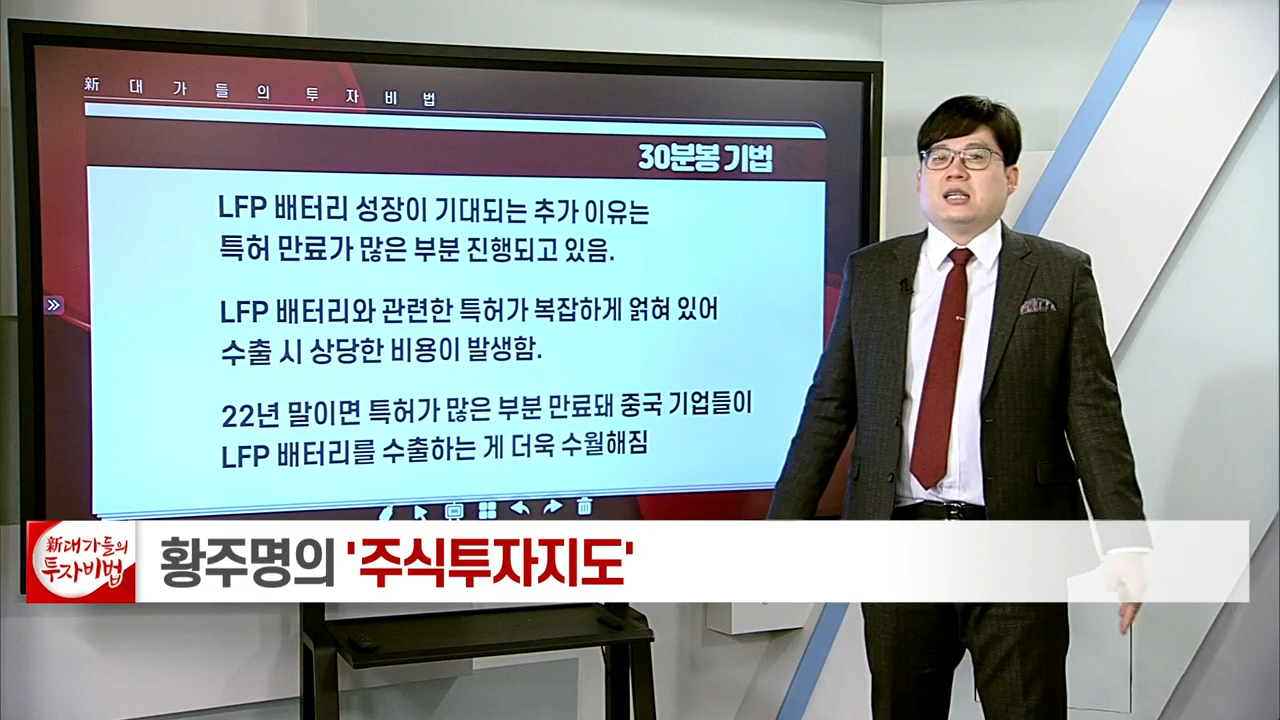 新 대 가 들 의 투 자 비 법
30분봉 기법
LFP 배터리 성장이 기대되는 추가 이유는
특허 만료가 많은 부분 진행되고 있음.
LFP 배터리와 관련한 특허가 복잡하게 얽혀 있어
수출 시 상당한 비용이 발생함.
22년 말이면 특허가 많은 부분 만료돼 중국 기업들이
LFP 배터리를 수출하는 게 더욱 수월해짐
新대가들의
투자비법
황주명의 '주식투자지도'